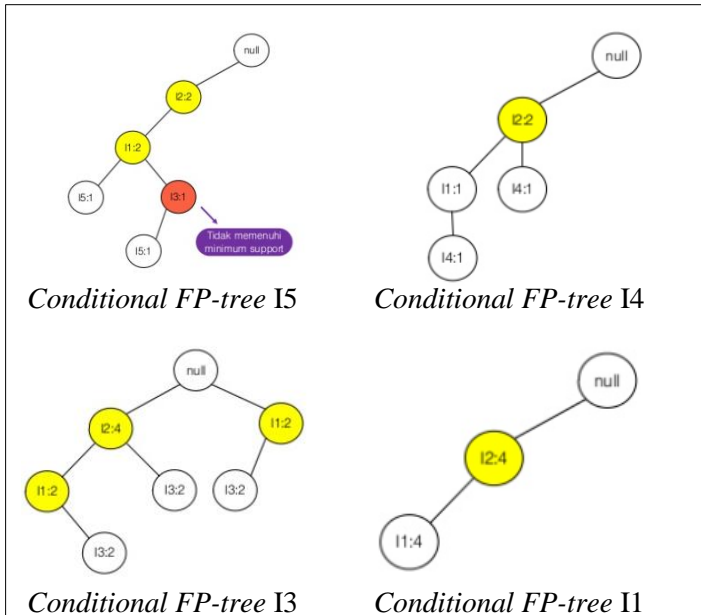 null
I2:2
I1:2
I5:1
I3:1
I5:1
Tidak memenuhi
minimum support
Conditional FP-tree I5
null
I2:2
I1:1
I4:1
I4:1
Conditional FP-tree I4
null
I2:4
I1:2
I1:2
I3:2
I3:2
I3:2
Conditional FP-tree I3
null
I2:4
I1:4
Conditional FP-tree I1